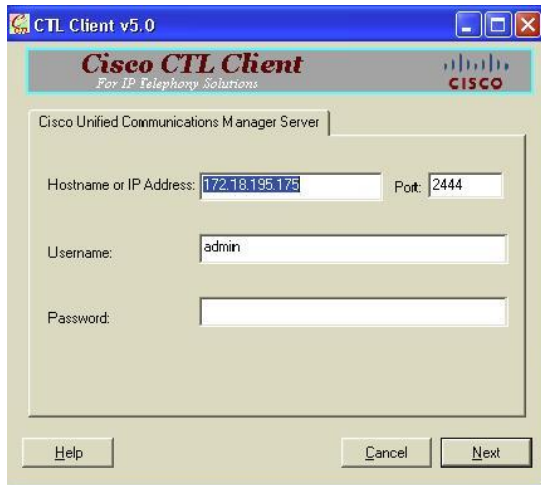 CTL Client v5.0
Cisco CTL Client
For IP Telephony Solutions
CISCO
Cisco Unified Communications Manager Server
Hostname or IP Address: 172.18.195.175 Port: 2444
Username: admin
Password:
Help Cancel Next